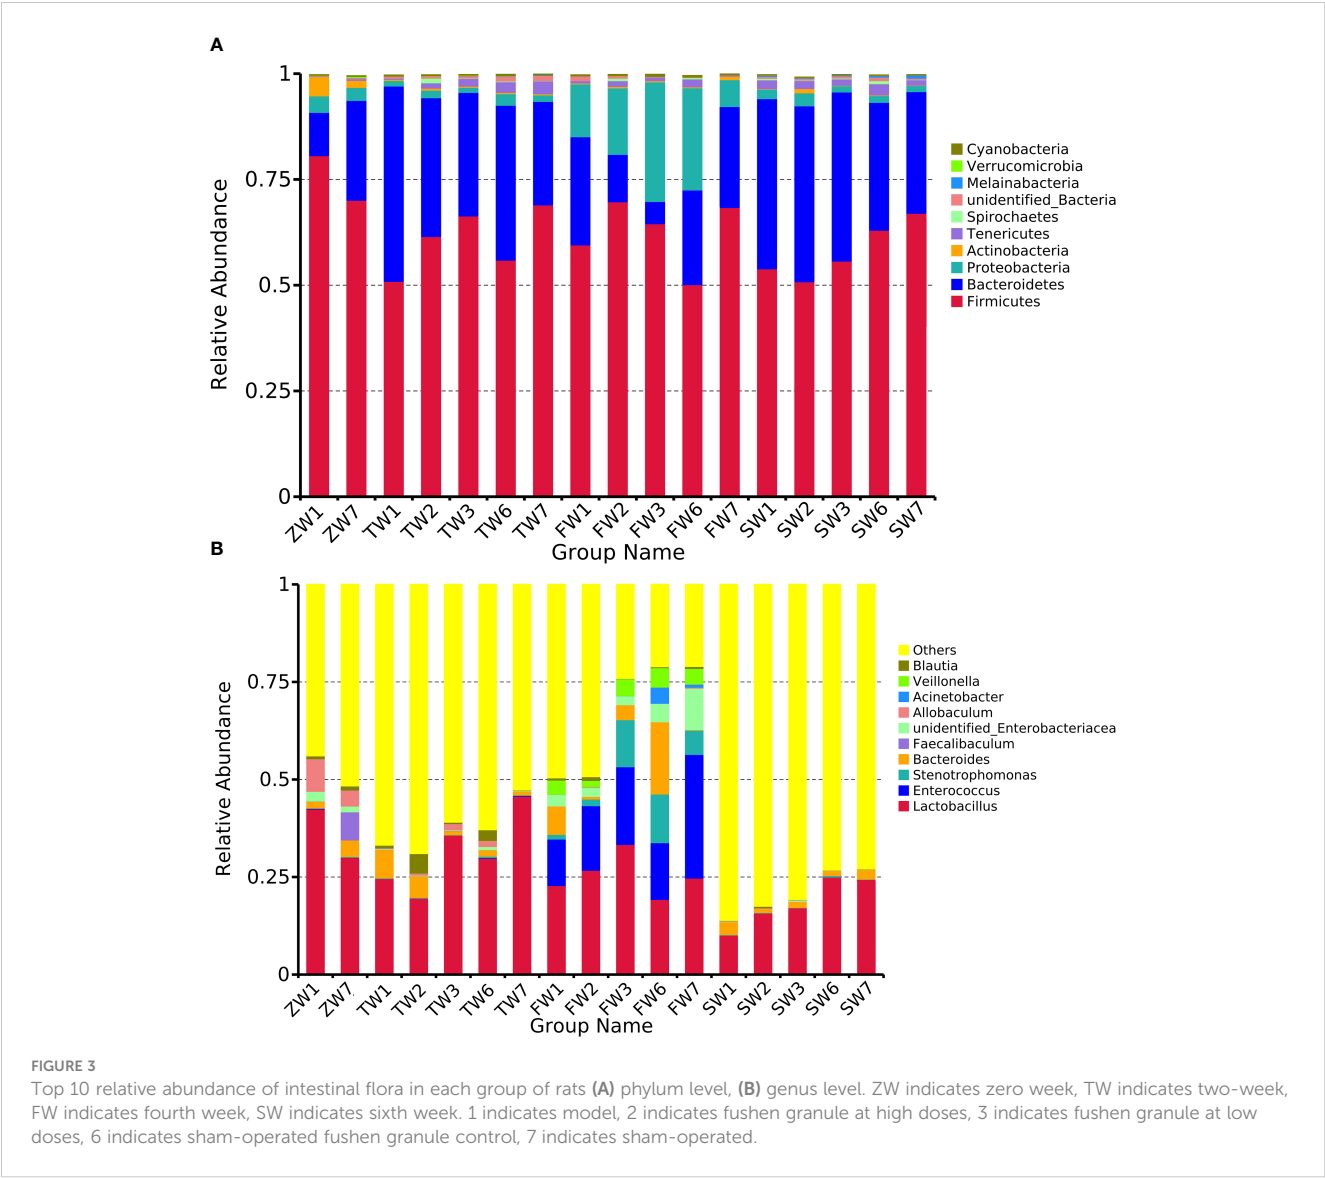 A
1
0.75
0.5
0.25
0
Relative Abundance
ZW1 ZW7 TW1 TW2 TW3 TW6 TW7 FW1 FW2 FW3 FW6 FW7 SW1 SW2 SW3 SW6 SW7
Group Name
Cyanobacteria
Verrucomicrobia
Melainabacteria
unidentified_Bacteria
Spirochaetes
Tenericutes
Actinobacteria
Proteobacteria
Bacteroidetes
Firmicutes
B
1
0.75
0.5
0.25
0
Relative Abundance
ZW1 ZW7 TW1 TW2 TW3 TW6 TW7 FW1 FW2 FW3 FW6 FW7 SW1 SW2 SW3 SW6 SW7
Group Name
Others
Blautia
Veillonella
Acinetobacter
Allobaculum
unidentified_Enterobacteriacea
Faecalibaculum
Bacteroides
Stenotrophomonas
Enterococcus
Lactobacillus
FIGURE 3
Top 10 relative abundance of intestinal flora in each group of rats (A) phylum level, (B) genus level. ZW indicates zero week, TW indicates two-week,
FW indicates fourth week, SW indicates sixth week. 1 indicates model, 2 indicates fushen granule at high doses, 3 indicates fushen granule at low
doses, 6 indicates sham-operated fushen granule control, 7 indicates sham-operated.